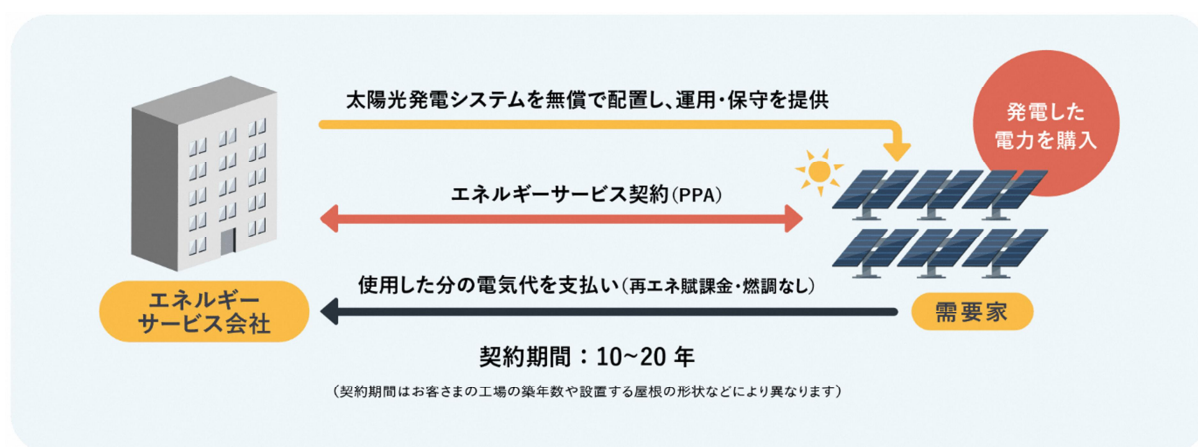 太陽光発電システムを無償で配置し、運用・保守を提供
発電した
電力を購入
エネルギーサービス契約(PPA)
使用した分の電気代を支払い(再エネ賦課金・燃調なし)
エネルギー
サービス会社
需要家
契約期間：10~20 年
(契約期間はお客さまの工場の築年数や設置する屋根の形状などにより異なります)